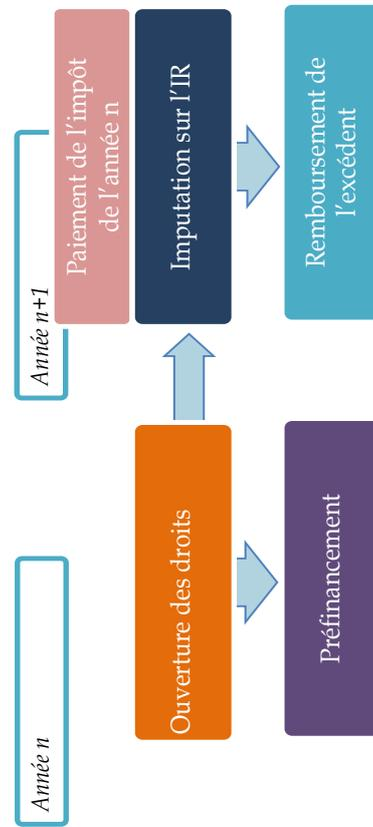 Année n
Année n+1
Paiement de l'impôt
de l'année n
Ouverture des droits
Imputation sur l'IR
Préfinancement
Remboursement de
l'excédent